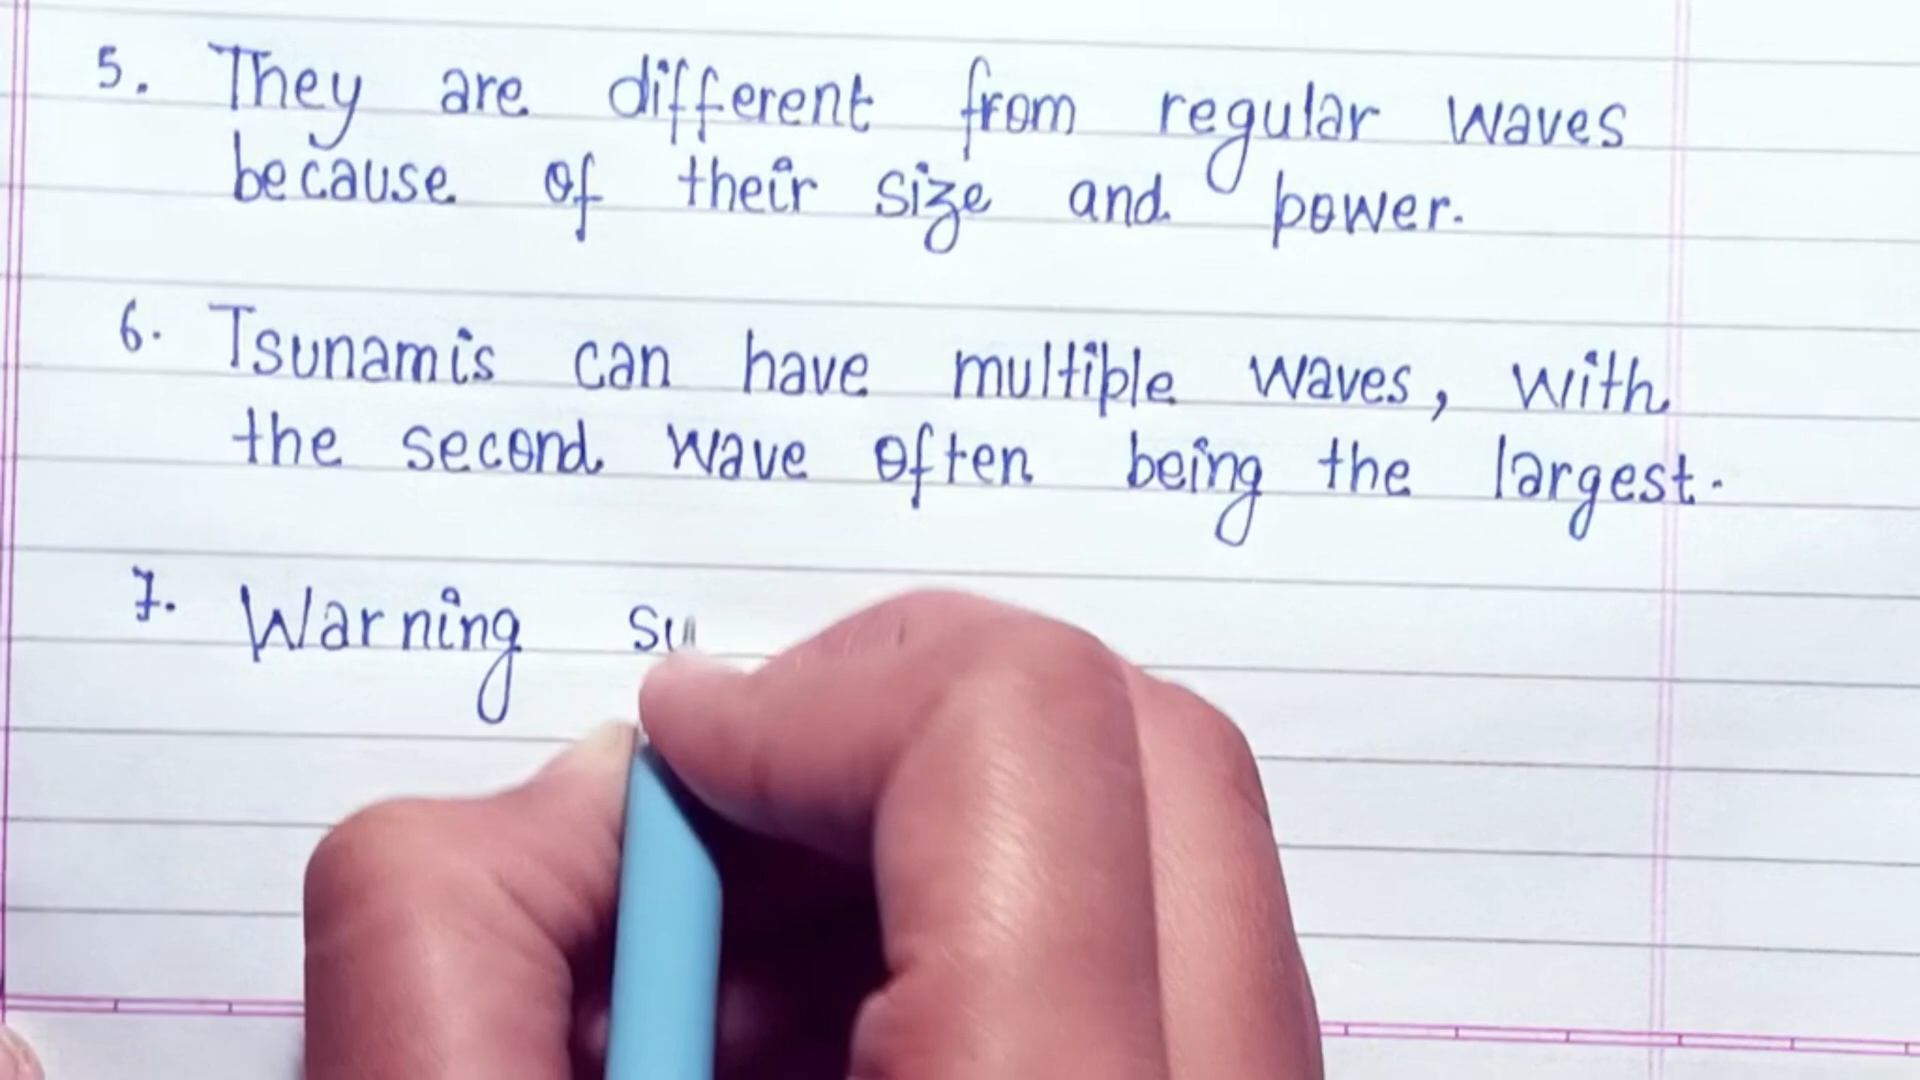 5. They are different from regular waves
because of their size and power.
6. Tsunamis can have multiple waves, with
the second wave often being the largest.
7. Warning